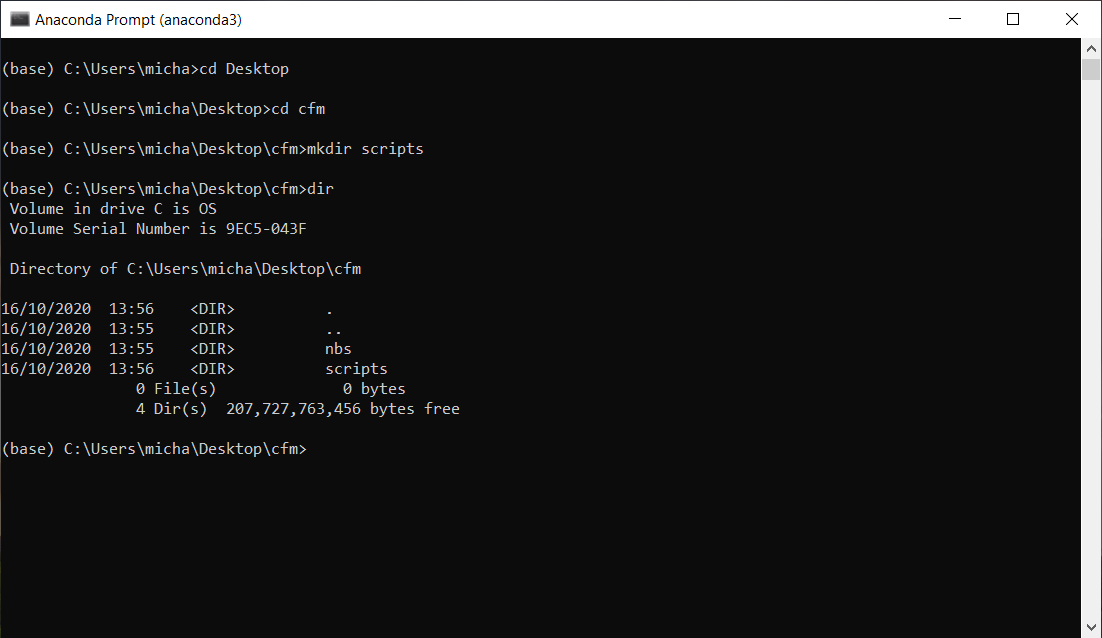 Anaconda Prompt (anaconda3)
(base) C:\Users\micha>cd Desktop
(base) C:\Users\micha\Desktop>cd cfm
(base) C:\Users\micha\Desktop\cfm>mkdir scripts
(base) C:\Users\micha\Desktop\cfm>dir
 Volume in drive C is OS
 Volume Serial Number is 9EC5-043F
 Directory of C:\Users\micha\Desktop\cfm
16/10/2020  13:56    <DIR>          .
16/10/2020  13:55    <DIR>          ..
16/10/2020  13:55    <DIR>          nbs
16/10/2020  13:56    <DIR>          scripts
               0 File(s)              0 bytes
               4 Dir(s)  207,727,763,456 bytes free
(base) C:\Users\micha\Desktop\cfm>